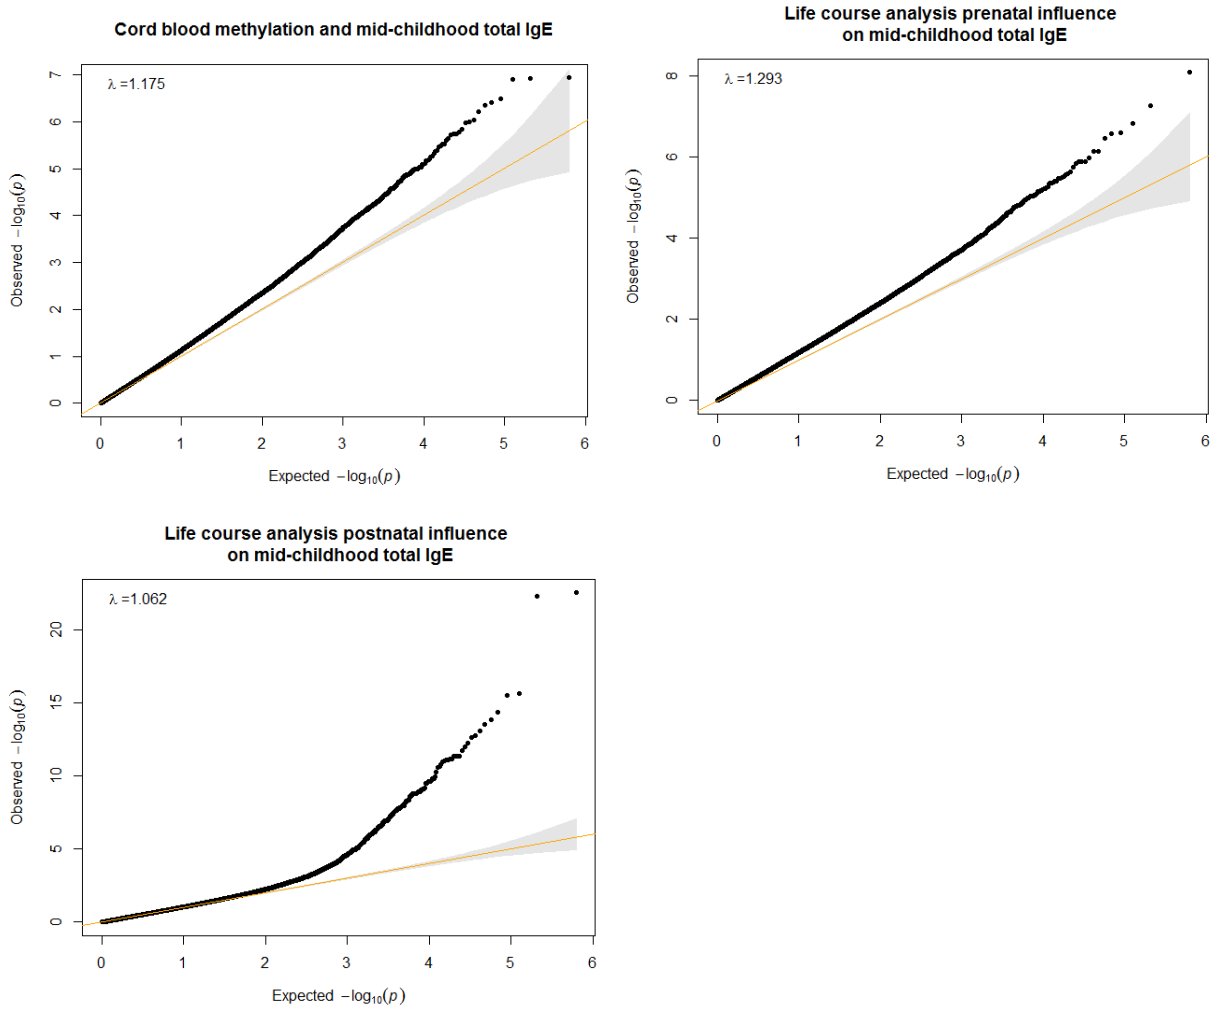 Cord blood methylation and mid-childhood total IgE
λ =1.175
Observed −log10(p)
7
6
5
4
3
2
1
0
0 1 2 3 4 5 6
Expected −log10(p)
Life course analysis prenatal influence
on mid-childhood total IgE
λ =1.293
Observed −log10(p)
8
6
4
2
0
0 1 2 3 4 5 6
Expected −log10(p)
Life course analysis postnatal influence
on mid-childhood total IgE
λ =1.062
Observed −log10(p)
20
15
10
5
0
0 1 2 3 4 5 6
Expected −log10(p)